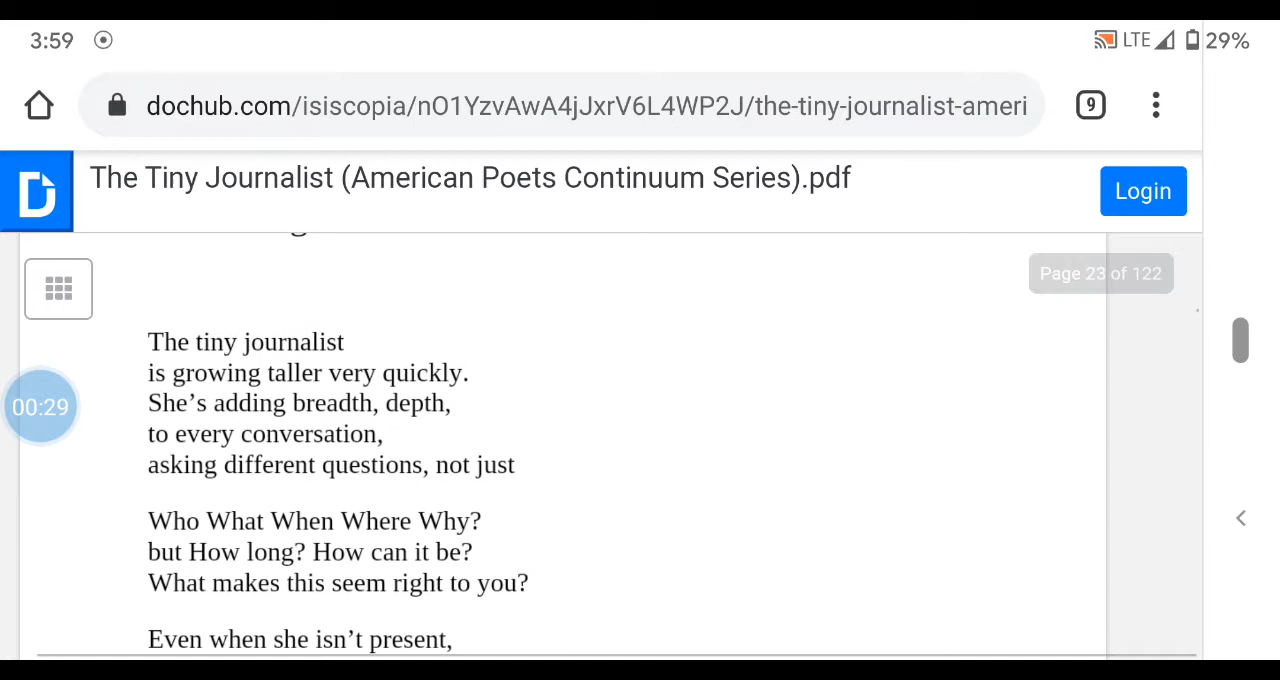 3:59 LTE 29%
dochub.com/isiscopia/nO1YzvAwA4jJxrV6L4WP2J/the-tiny-journalist-ameri 9
The Tiny Journalist (American Poets Continuum Series).pdf
Login
Page 23 of 122
The tiny journalist
is growing taller very quickly.
00:29
She’s adding breadth, depth,
to every conversation,
asking different questions, not just
Who What When Where Why?
but How long? How can it be?
What makes this seem right to you?
Even when she isn’t present,